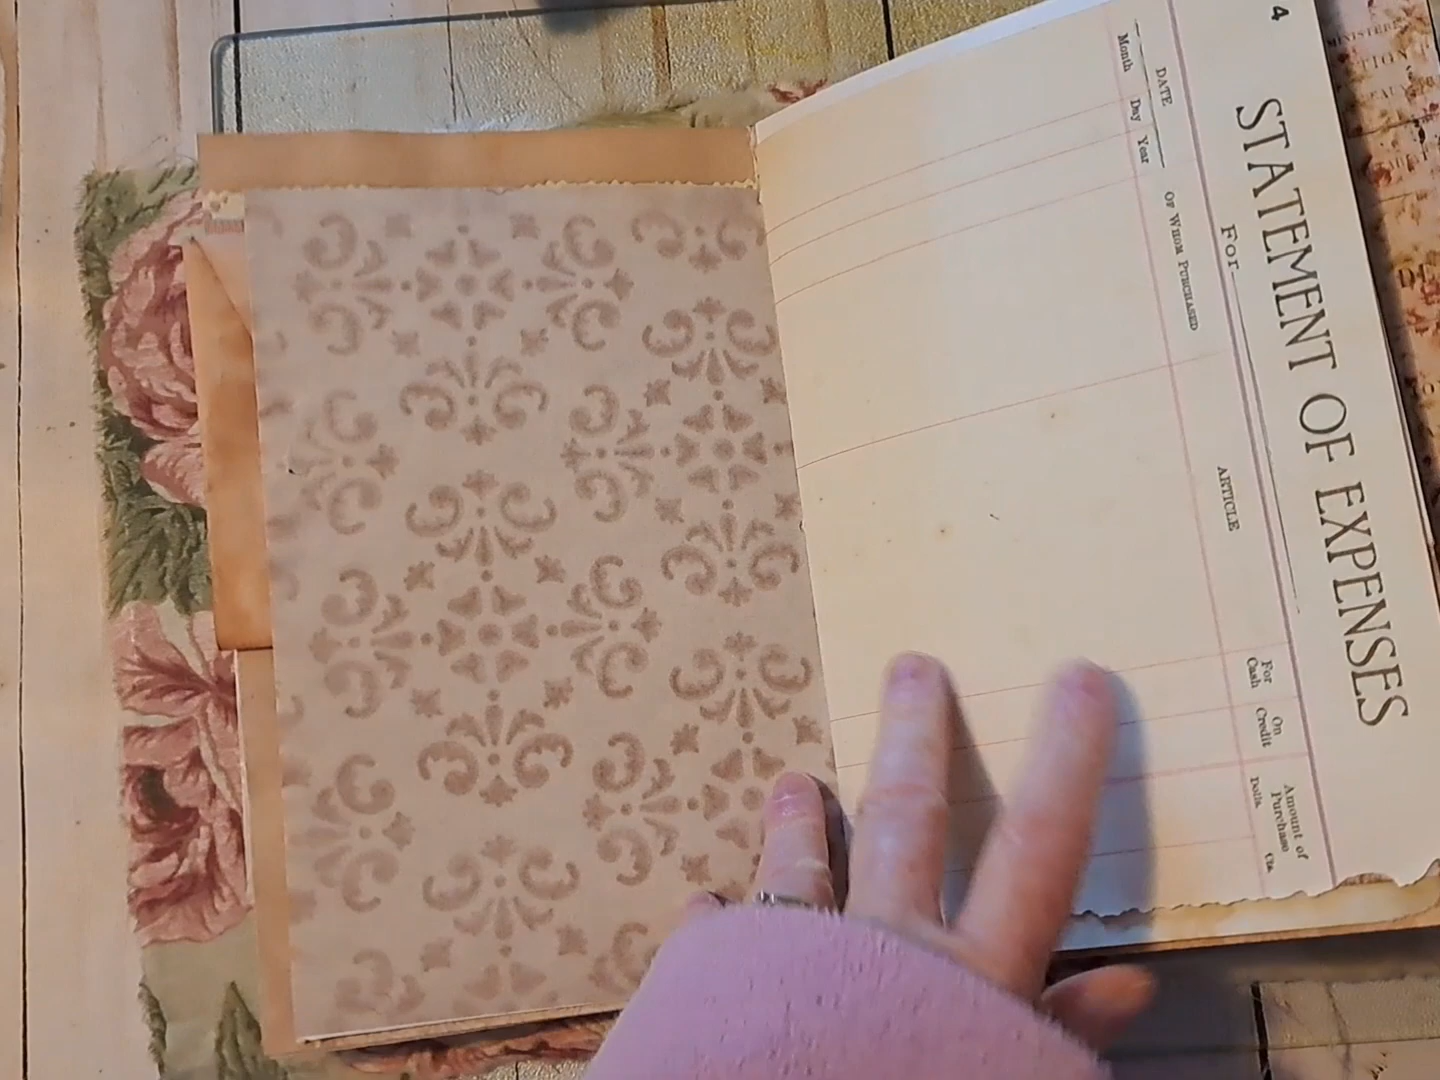 4
STATEMENT OF EXPENSES
For
DATE
OF WHOM PURCHASED
ARTICLE
For Cash
On Credit
Amount of Purchase
Month
Day
Year
Dolls.
Cts.